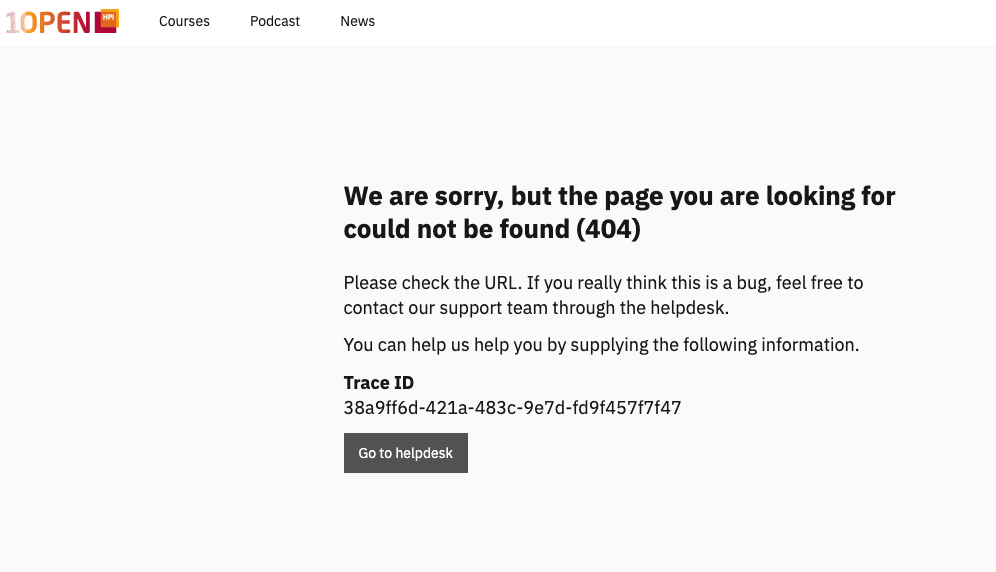 10OPEN HPI
Courses
Podcast
News
We are sorry, but the page you are looking for
could not be found (404)
Please check the URL. If you really think this is a bug, feel free to
contact our support team through the helpdesk.
You can help us help you by supplying the following information.
Trace ID
38a9ff6d-421a-483c-9e7d-fd9f457f7f47
Go to helpdesk